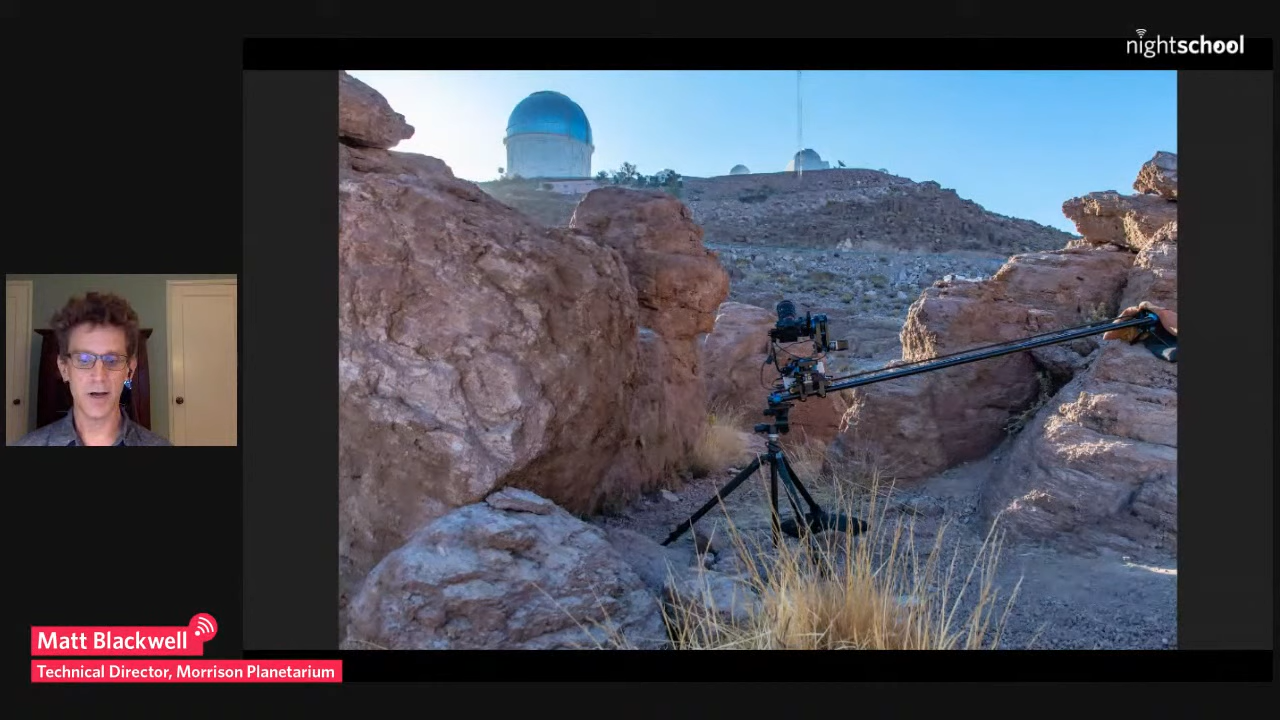 nightschool
Matt Blackwell
Technical Director, Morrison Planetarium